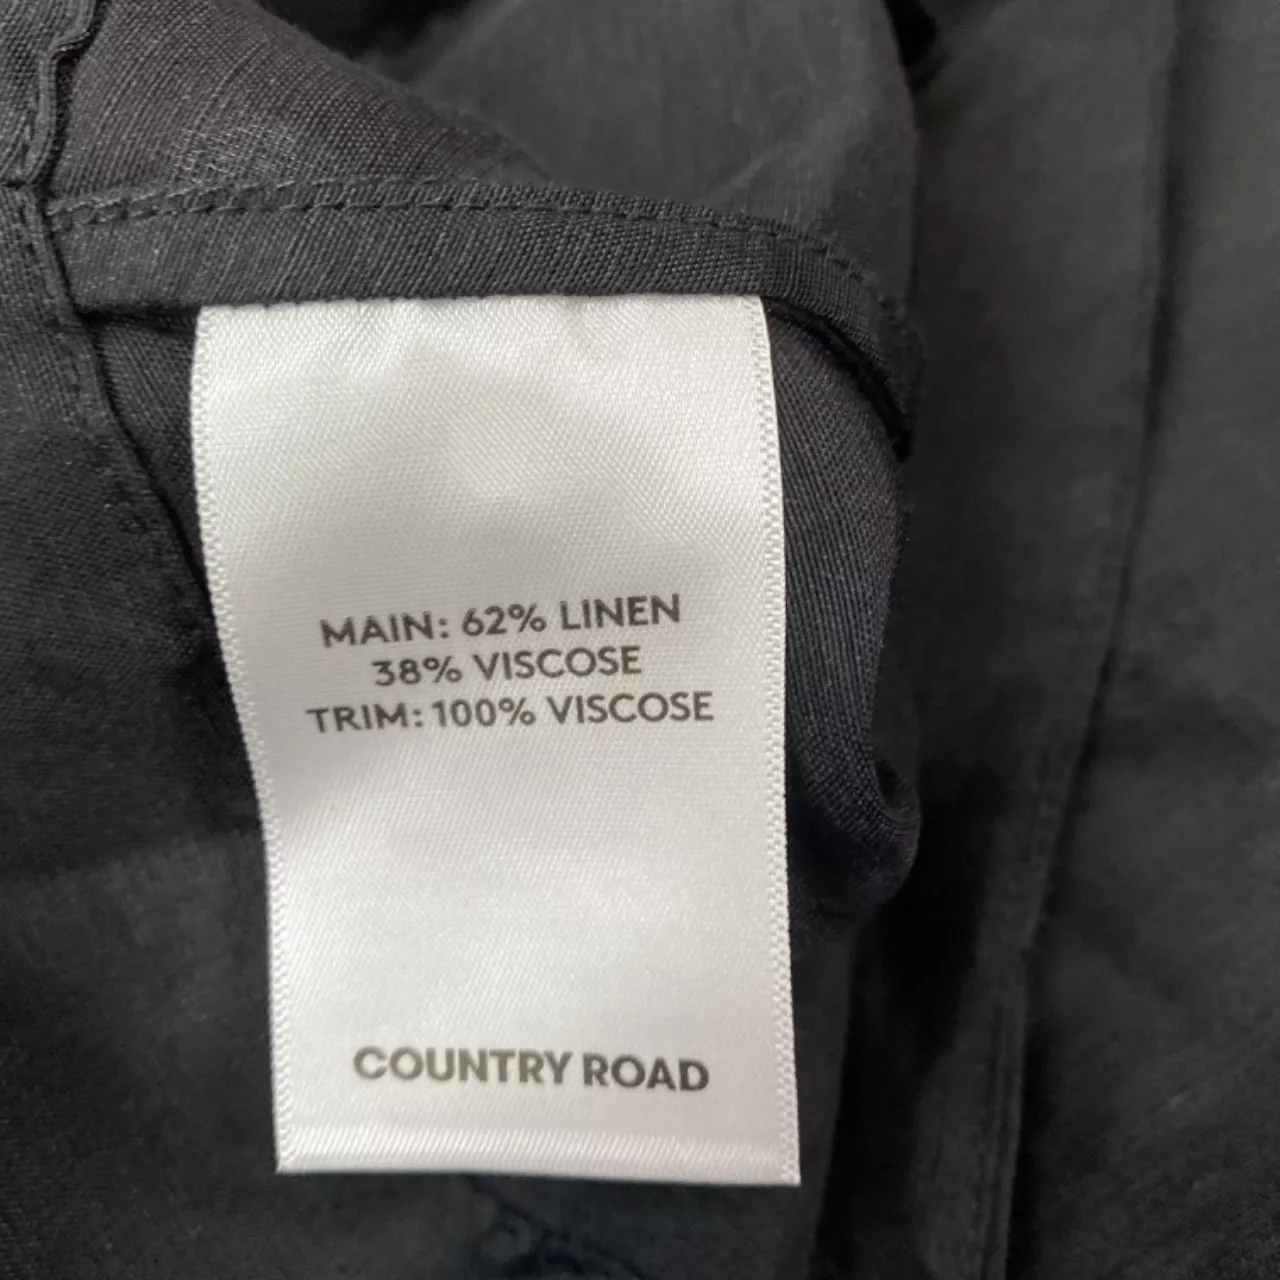 MAIN: 62% LINEN
38% VISCOSE
TRIM: 100% VISCOSE
COUNTRY ROAD